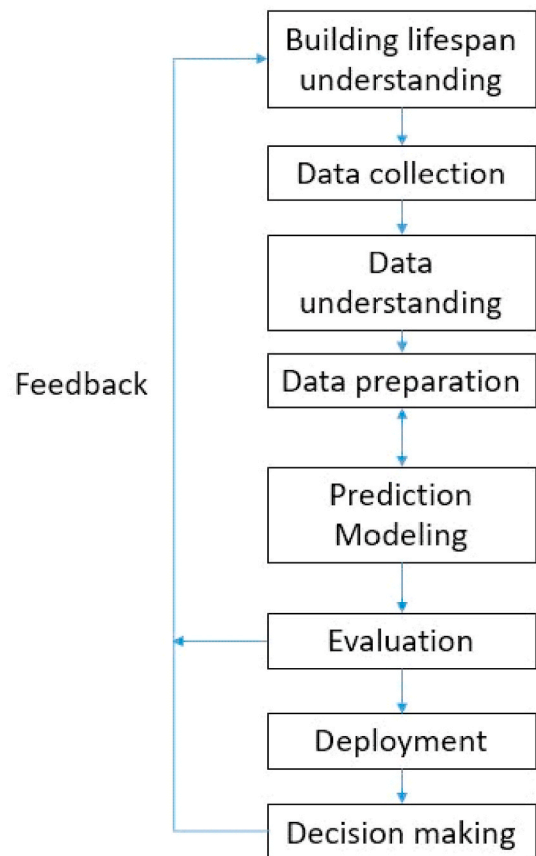 Building lifespan
understanding
Data collection
Data
understanding
Data preparation
Feedback
Prediction
Modeling
Evaluation
Deployment
Decision making